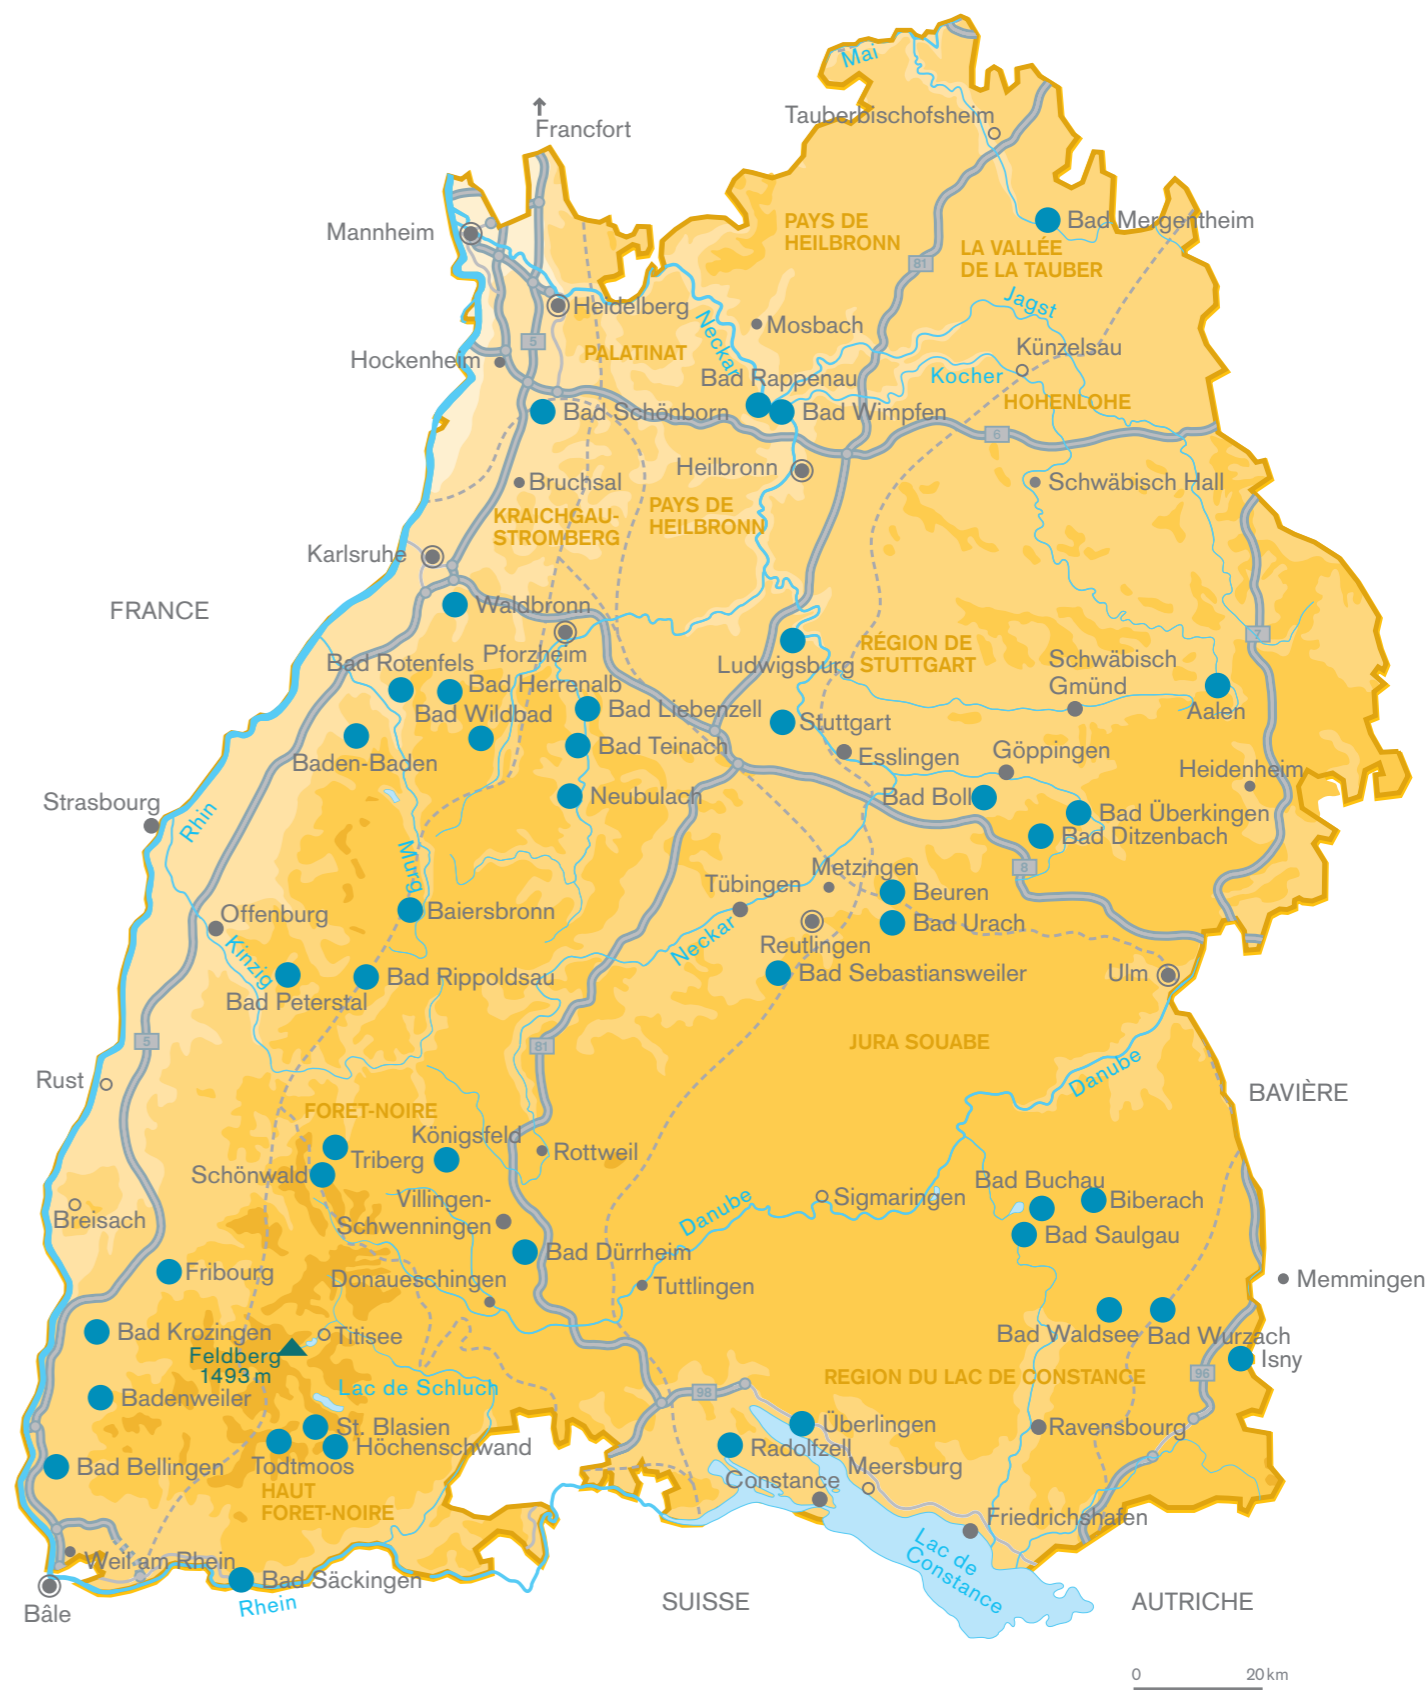 Mai
Tauberbischofsheim
Francfort
PAYS DE
HEILBRONN
Bad Mergentheim
Mannheim
LA VALLÉE
DE LA TAUBER
81
Heidelberg
Jagst
Neckar
Mosbach
5
PALATINAT
Künzelsau
Hockenheim
Bad Rappenau
Kocher
HOHENLOHE
Bad Schönborn
Bad Wimpfen
6
Heilbronn
Bruchsal
Schwäbisch Hall
PAYS DE
HEILBRONN
KRAICHGAU-
STROMBERG
Karlsruhe
FRANCE
Waldbronn
7
Pforzheim
RÉGION DE
STUTTGART
Ludwigsburg
Bad Rotenfels
Schwäbisch
Gmünd
Bad Herrenalb
Bad Liebenzell
Aalen
Bad Wildbad
Stuttgart
Bad Teinach
Esslingen
Göppingen
Baden-Baden
Heidenheim
Neubulach
Bad Boll
Strasbourg
Rhin
Bad Überkingen
Bad Ditzenbach
Murg
Metzingen
8
Tübingen
Beuren
Baiersbronn
Offenburg
Bad Urach
Neckar
Reutlingen
Kinzig
Bad Rippoldsau
Bad Sebastiansweiler
Ulm
Bad Peterstal
5
81
JURA SOUABE
Danube
Rust
BAVIÈRE
FORET-NOIRE
Königsfeld
Triberg
Rottweil
Schönwald
Bad Buchau
Villingen-
Schwenningen
Danube
Sigmaringen
Biberach
Breisach
Bad Saulgau
Bad Dürrheim
Fribourg
Donaueschingen
Tuttlingen
Memmingen
Bad Krozingen
Titisee
Bad Waldsee
Bad Wurzach
Feldberg
1493 m
Isny
Lac de Schluch
REGION DU LAC DE CONSTANCE
96
98
Badenweiler
St. Blasien
Überlingen
Ravensbourg
Höchenschwand
Radolfzell
Bad Bellingen
Todtmoos
Meersburg
Constance
HAUT
FORET-NOIRE
Friedrichshafen
Lac de
Constance
Weil am Rhein
Bad Säckingen
Bâle
Rhein
SUISSE
AUTRICHE
0
20 km